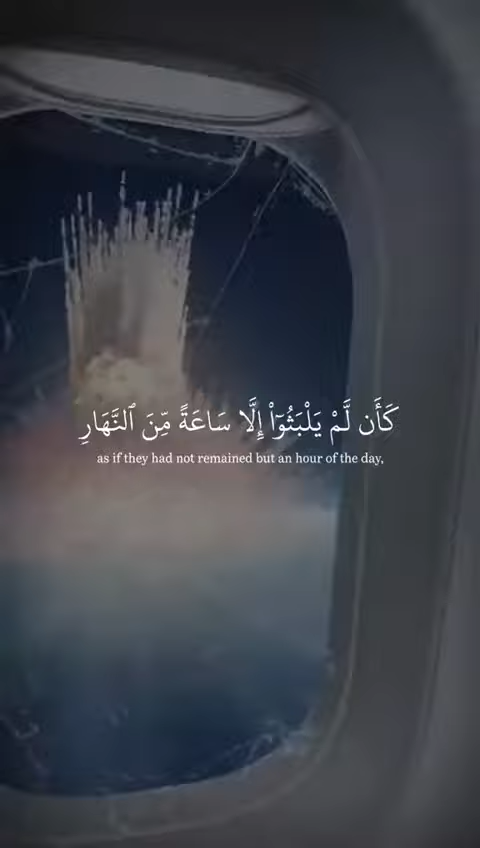 كَأَن لَّمْ يَلْبَثُوٓا۟ إِلَّا سَاعَةً مِّنَ ٱلنَّهَارِ
as if they had not remained but an hour of the day,